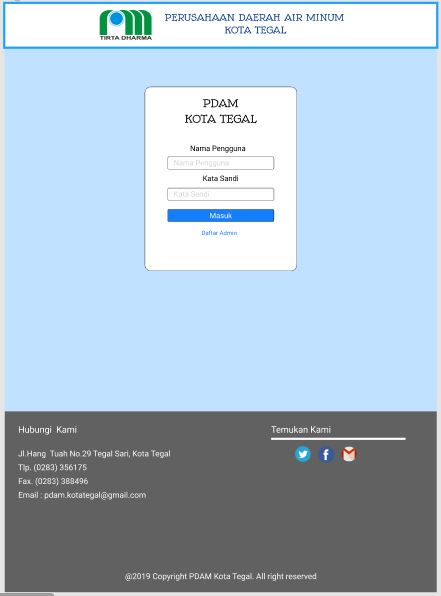 TIRTA DHARMA
PERUSAHAAN DAERAH AIR MINUM
KOTA TEGAL
PDAM
KOTA TEGAL
Nama Pengguna
Nama Pengguna
Kata Sandi
Kata Sandi
Masuk
Daftar Admin
Hubungi Kami
Jl.Hang Tuah No.29 Tegal Sari, Kota Tegal
Tlp. (0283) 356175
Fax. (0283) 388496
Email : pdam.kotategal@gmail.com
Temukan Kami
@2019 Copyright PDAM Kota Tegal. All right reserved